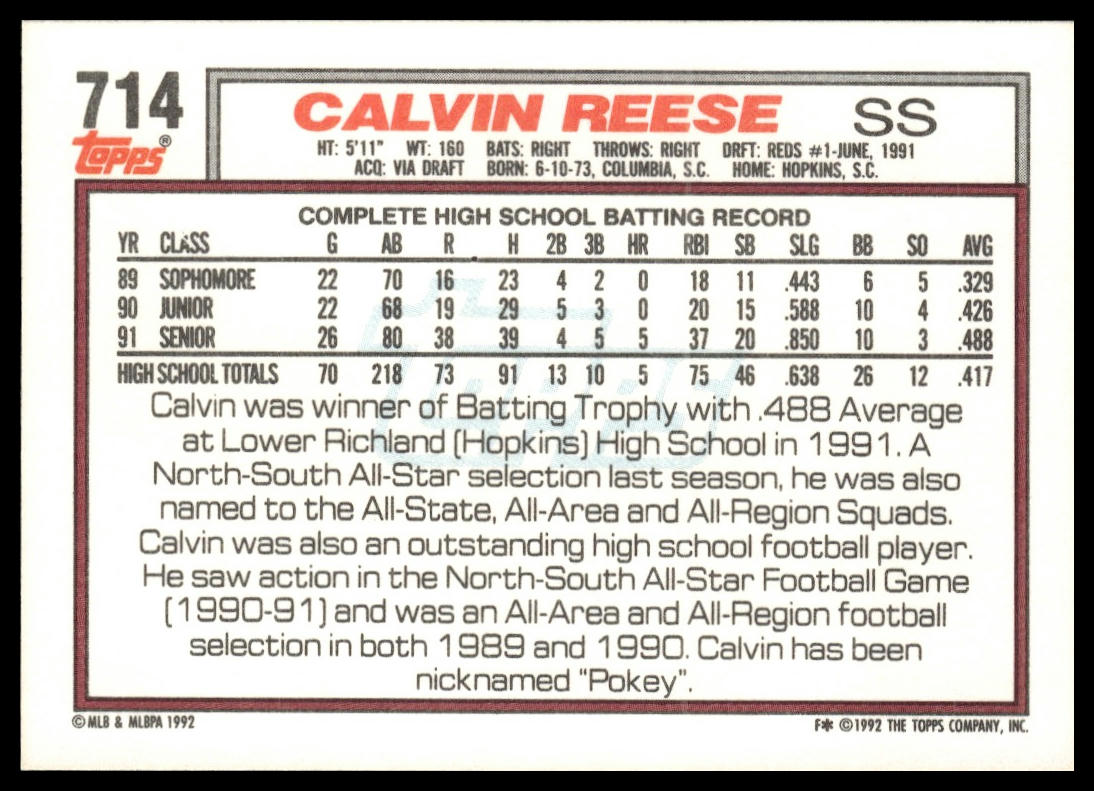 714
Topps®
CALVIN REESE SS
HT: 5'11" WT: 160 BATS: RIGHT THROWS: RIGHT DRFT: REDS #1-JUNE, 1991
ACQ: VIA DRAFT BORN: 6-10-73, COLUMBIA, S.C. HOME: HOPKINS, S.C.
COMPLETE HIGH SCHOOL BATTING RECORD
YR CLASS G AB R H 2B 3B HR RBI SB SLG BB SO AVG
89 SOPHOMORE 22 70 16 23 4 2 0 18 11 .443 6 5 .329
90 JUNIOR 22 68 19 29 5 3 0 20 15 .588 10 4 .426
91 SENIOR 26 80 38 39 4 5 5 37 20 .850 10 3 .488
HIGH SCHOOL TOTALS 70 218 73 91 13 10 5 75 46 .638 26 12 .417
Calvin was winner of Batting Trophy with .488 Average
at Lower Richland (Hopkins) High School in 1991. A
North-South All-Star selection last season, he was also
named to the All-State, All-Area and All-Region Squads.
Calvin was also an outstanding high school football player.
He saw action in the North-South All-Star Football Game
(1990-91) and was an All-Area and All-Region football
selection in both 1989 and 1990. Calvin has been
nicknamed "Pokey".
©MLB & MLBPA 1992
F* ©1992 THE TOPPS COMPANY, INC.